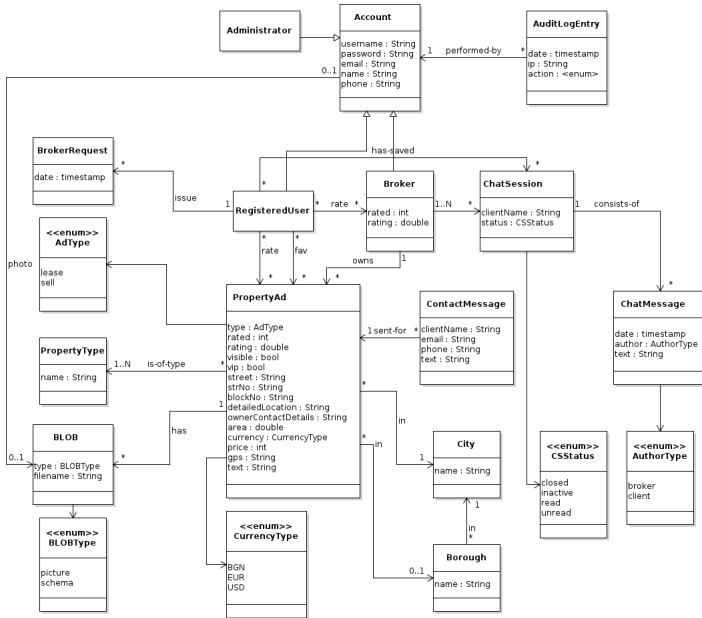 Administrator
Account
username : String
password : String
email : String
name : String
phone : String
AuditLogEntry
date : timestamp
ip : String
action : <enum>
1
performed-by
*
0..1
has-saved
BrokerRequest
date : timestamp
*
issue
1
RegisteredUser
*
*
rate
*
Broker
rated : int
rating : double
1..N
*
*
ChatSession
clientName : String
status : CSStatus
1
consists-of
*
<<enum>>
AdType
lease
sell
photo
*
rate
*
*
fav
*
owns
1
*
PropertyAd
type : AdType
rated : int
rating : double
visible : bool
vip : bool
street : String
strNo : String
blockNo : String
detailedLocation : String
ownerContactDetails : String
area : double
currency : CurrencyType
price : int
gps : String
text : String
ContactMessage
clientName : String
email : String
phone : String
text : String
1
sent-for
*
ChatMessage
date : timestamp
author : AuthorType
text : String
PropertyType
name : String
1..N
is-of-type
*
BLOB
type : BLOBType
filename : String
0..1
*
has
1
*
in
1
*
in
0..1
City
name : String
1
in
*
Borough
name : String
<<enum>>
CSStatus
closed
inactive
read
unread
<<enum>>
AuthorType
broker
client
<<enum>>
BLOBType
picture
schema
<<enum>>
CurrencyType
BGN
EUR
USD